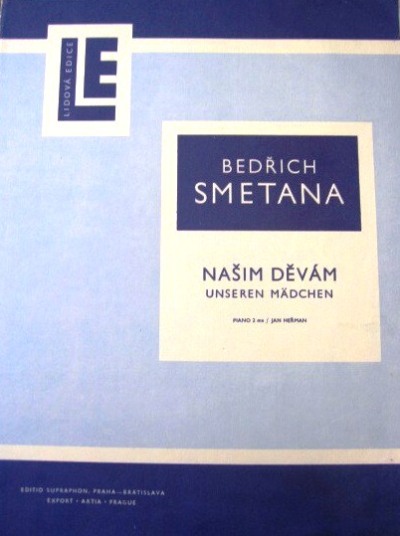 LIDOVÁ EDICE
LE
BEDŘICH
SMETANA
NAŠIM DĚVÁM
UNSEREN MÄDCHEN
PIANO 2 ms / JAN HEŘMAN
EDITIO SUPRAPHON, PRAHA—BRATISLAVA
EXPORT • ARTIA • PRAGUE